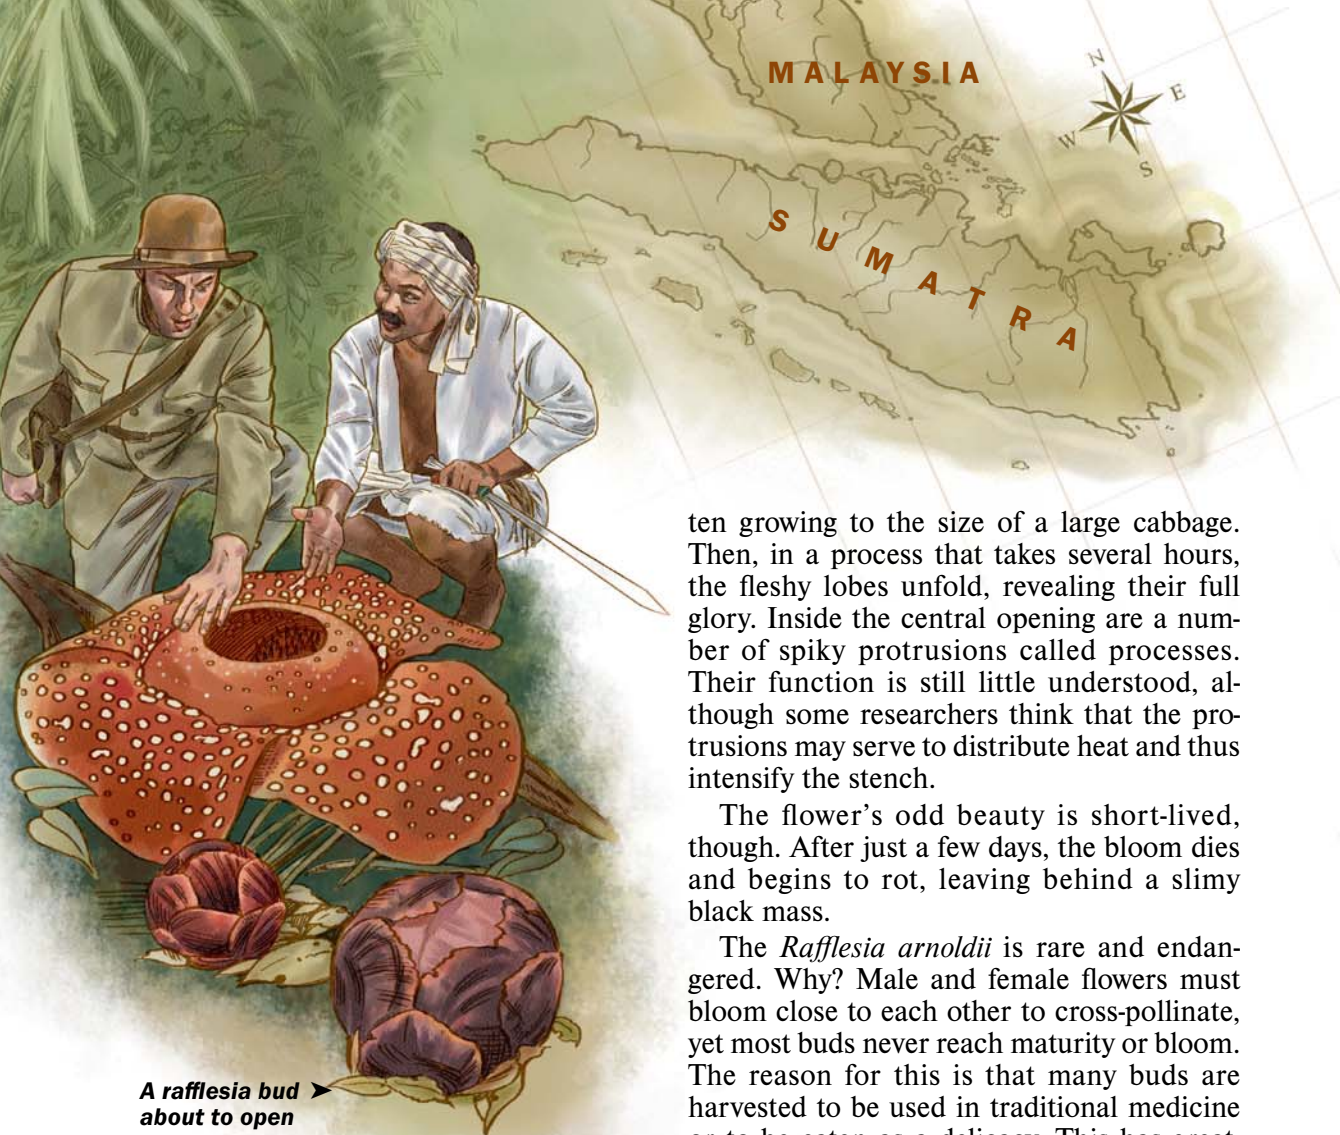 MALAYSIA
N
E
W
S
SUMATRA
ten growing to the size of a large cabbage.
Then, in a process that takes several hours,
the fleshy lobes unfold, revealing their full
glory. Inside the central opening are a num-
ber of spiky protrusions called processes.
Their function is still little understood, al-
though some researchers think that the pro-
trusions may serve to distribute heat and thus
intensify the stench.
The flower’s odd beauty is short-lived,
though. After just a few days, the bloom dies
and begins to rot, leaving behind a slimy
black mass.
The Rafflesia arnoldii is rare and endan-
gered. Why? Male and female flowers must
bloom close to each other to cross-pollinate,
yet most buds never reach maturity or bloom.
The reason for this is that many buds are
harvested to be used in traditional medicine
A rafflesia bud ➤
about to open